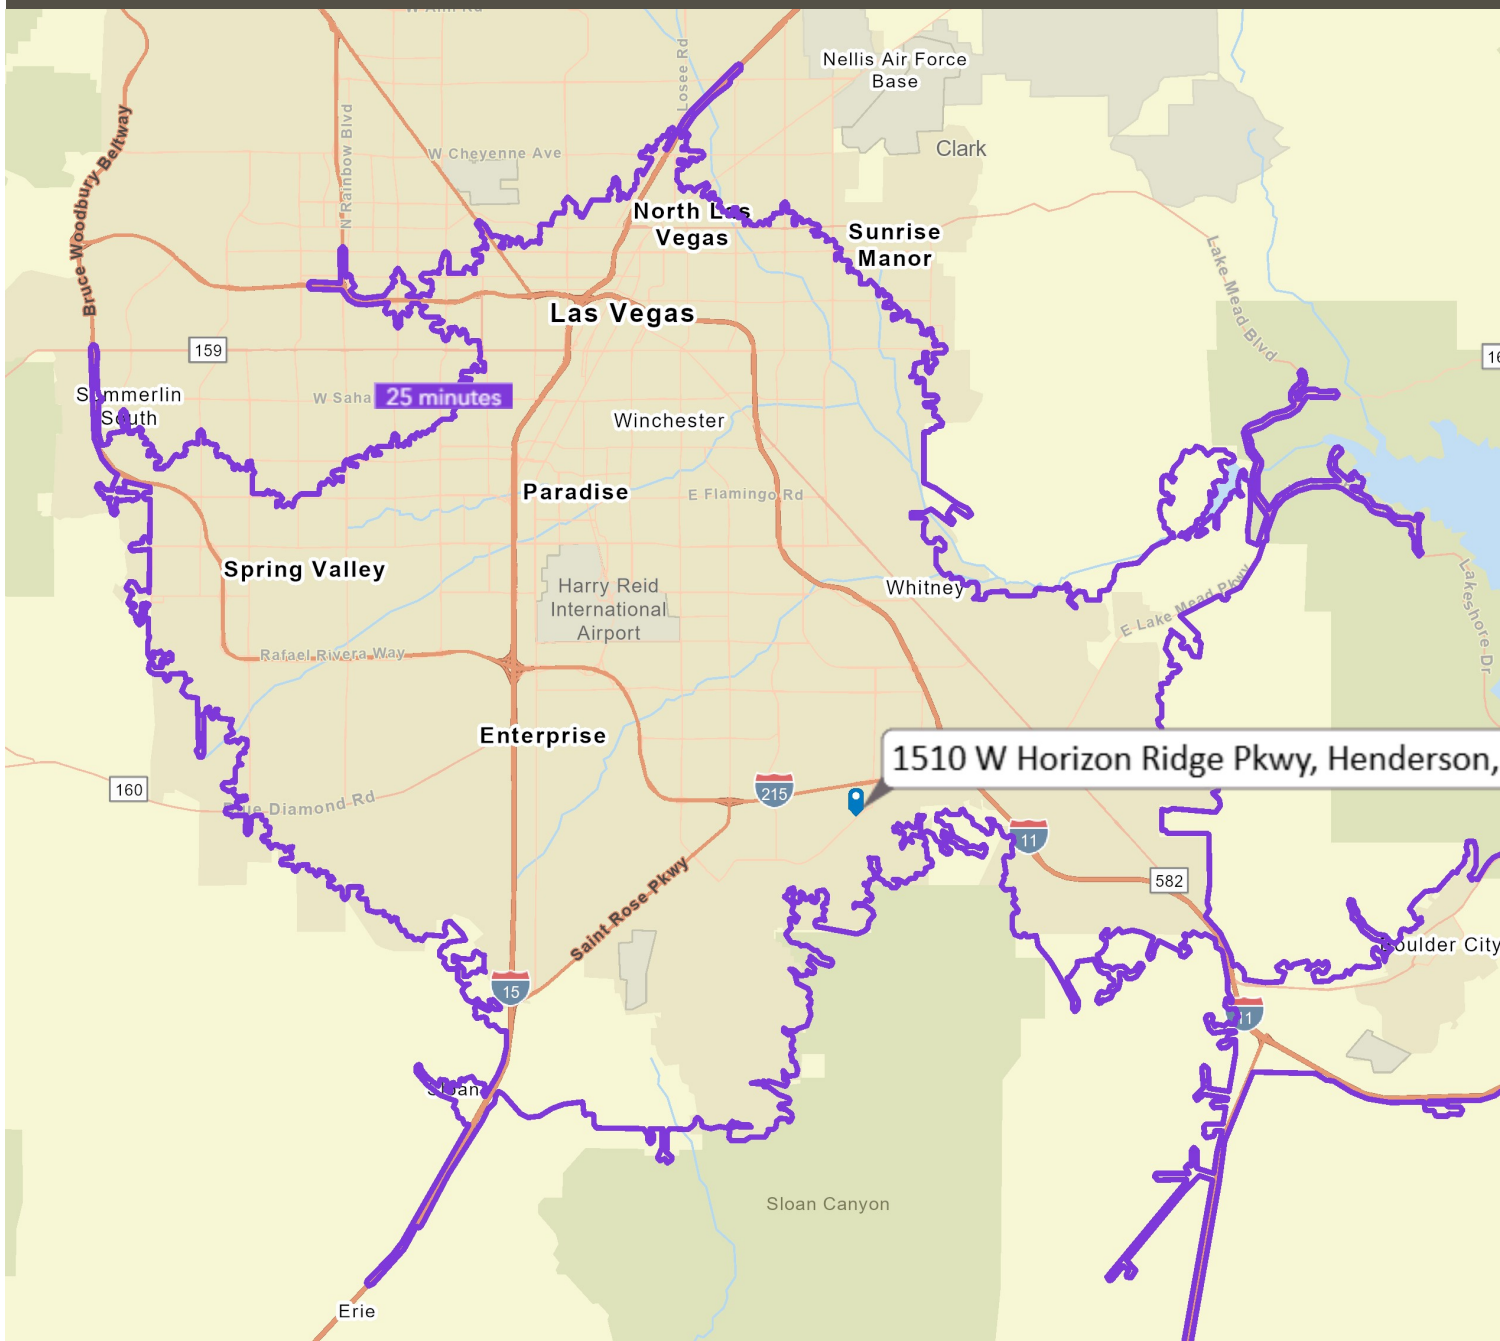 W Ann Rd
Nellis Air Force
Base
Losee Rd
N Rainbow Blvd
Bruce Woodbury Beltway
W Cheyenne Ave
Clark
North Las
Vegas
Sunrise
Manor
Lake Mead Blvd
Las Vegas
159
Summerlin
South
W Saha
25 minutes
Winchester
Paradise
E Flamingo Rd
Spring Valley
Harry Reid
International
Airport
Whitney
E Lake Mead Pkwy
Lakeshore Dr
Rafael Rivera Way
Enterprise
1510 W Horizon Ridge Pkwy, Henderson,
160
215
Blue Diamond Rd
11
582
Saint Rose Pkwy
Boulder City
15
11
Sloan
Sloan Canyon
Erie